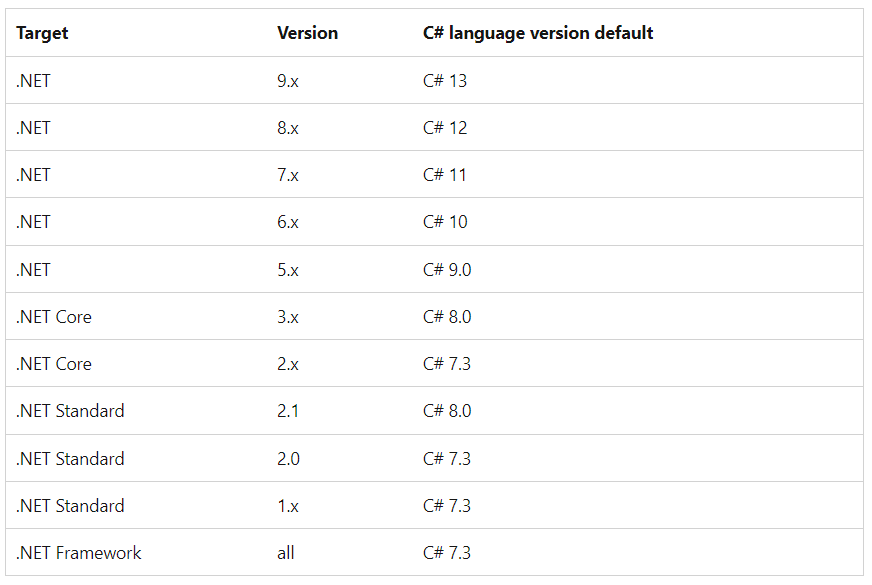 Target Version C# language version default
.NET 9.x C# 13
.NET 8.x C# 12
.NET 7.x C# 11
.NET 6.x C# 10
.NET 5.x C# 9.0
.NET Core 3.x C# 8.0
.NET Core 2.x C# 7.3
.NET Standard 2.1 C# 8.0
.NET Standard 2.0 C# 7.3
.NET Standard 1.x C# 7.3
.NET Framework all C# 7.3